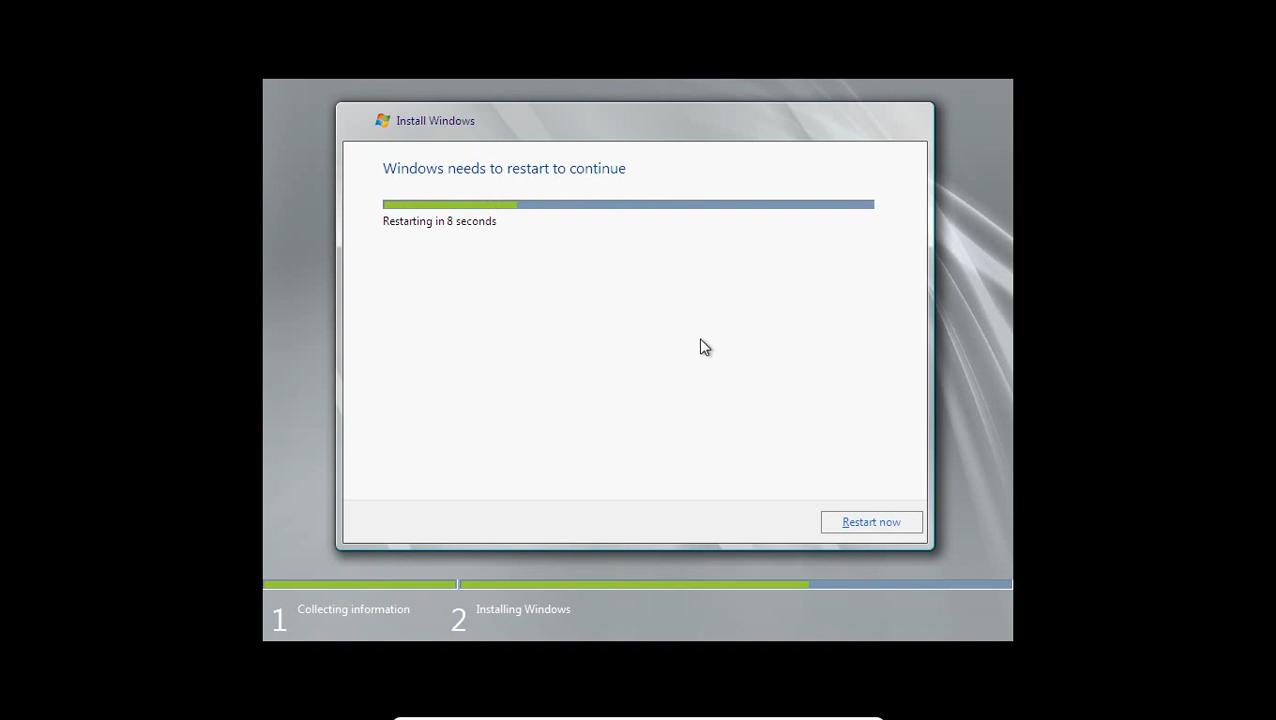 Install Windows
Windows needs to restart to continue
Restarting in 8 seconds
Restart now
1 Collecting information
2 Installing Windows